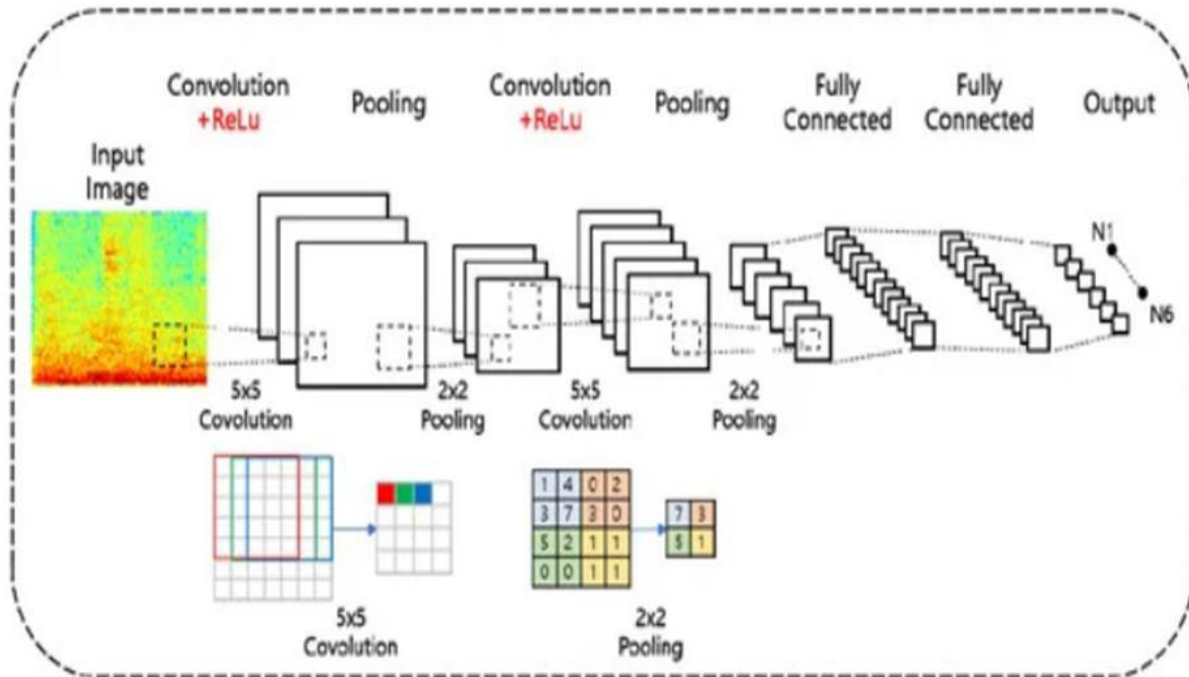 Convolution
+ReLu
Pooling
Convolution
+ReLu
Pooling
Fully
Connected
Fully
Connected
Output
Input
Image
N1
N6
5x5
Covolution
2x2
Pooling
5x5
Covolution
2x2
Pooling
1 4 0 2
3 7 3 0
5 2 1 1
0 0 1 1
7 3
5 1
5x5
Covolution
2x2
Pooling